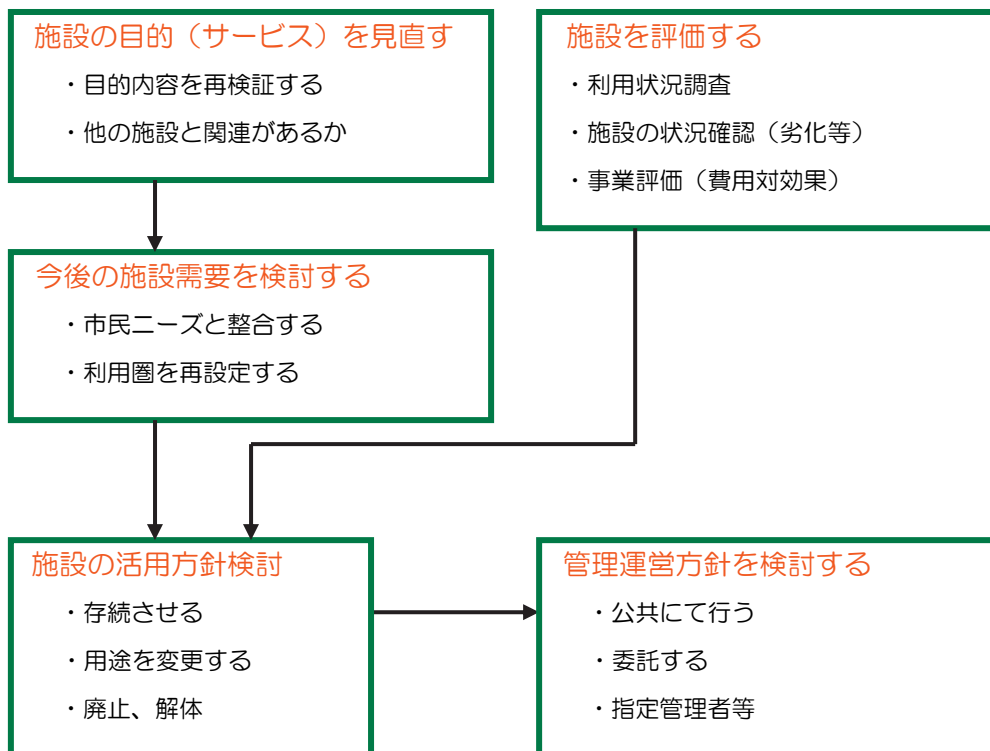 施設の目的（サービス）を見直す
・目的内容を再検証する
・他の施設と関連があるか
施設を評価する
・利用状況調査
・施設の状況確認（劣化等）
・事業評価（費用対効果）
今後の施設需要を検討する
・市民ニーズと整合する
・利用圏を再設定する
施設の活用方針検討
・存続させる
・用途を変更する
・廃止、解体
管理運営方針を検討する
・公共にて行う
・委託する
・指定管理者等